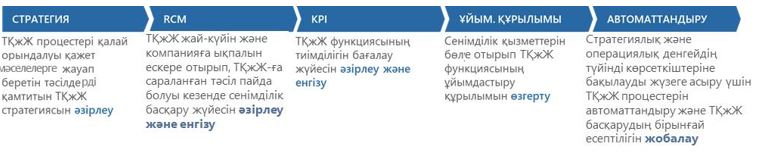 СТРАТЕГИЯ
ТҚжЖ процестері қалай
орындалуы қажет
мәселелерге жауап
беретін тәсілдерді
қамтитын ТҚжЖ
стратегиясын әзірлеу
RCM
ТҚжЖ жай-күйін және
компанияға ықпалын
ескере отырып, ТҚжЖ-ға
сараланған тәсіл пайда
болуы кезенде сенімділік
басқару жүйесін әзірлеу
және енгізу
KPI
ТҚжЖ функциясының
тиімділігін бағалау
жүйесін әзірлеу және
енгізу
ҰЙЫМ. ҚҰРЫЛЫМЫ
Сенімділік қызметтерін
бөле отырып ТҚжЖ
функциясының
ұйымдастыру
құрылымын өзгерту
АВТОМАТТАНДЫРУ
Стратегиялық және
операциялық деңгейдің
түйінді көрсеткіштеріне
бақылауды жүзеге асыру үшін
ТҚжЖ процестерін
автоматтандыру және ТҚжЖ
басқарудың бірыңғай
есептілігін жобалау